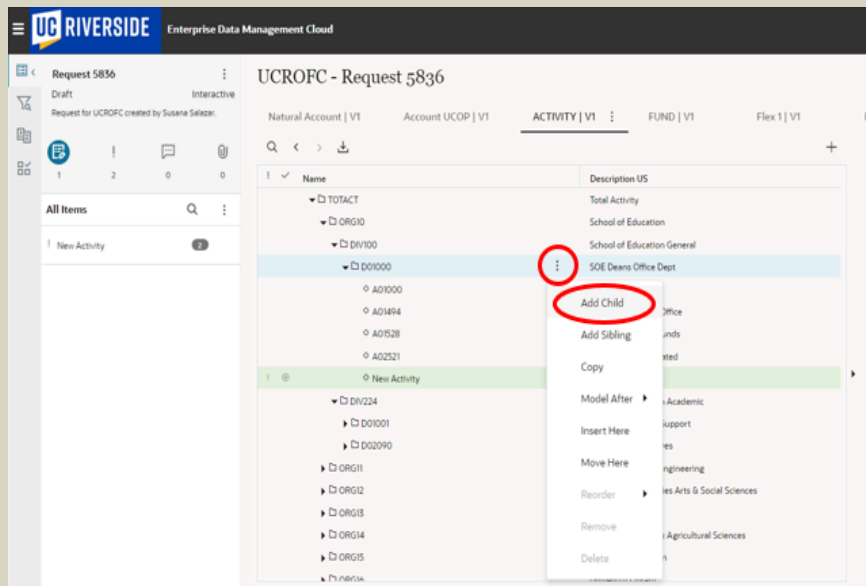 UC RIVERSIDE Enterprise Data Management Cloud
Request 5836
Draft Interactive
Request for UCROFC created by Susana Salazar.
1 2 0 0
All Items
! New Activity 2
UCROFC - Request 5836
Natural Account | V1 Account UCOP | V1 ACTIVITY | V1 FUND | V1 Flex 1 | V1
! Name Description US
TOTACT Total Activity
ORG10 School of Education
DIV100 School of Education General
D01000 SOE Deans Office Dept
A01000
A01494 Office
A01528 unds
A02521 ated
! New Activity
DIV224 Academic
D01001 Support
D02090 es
ORG11 ngineering
ORG12 ies Arts & Social Sciences
ORG13
ORG14 Agricultural Sciences
ORG15 n
Add Child
Add Sibling
Copy
Model After
Insert Here
Move Here
Reorder
Remove
Delete